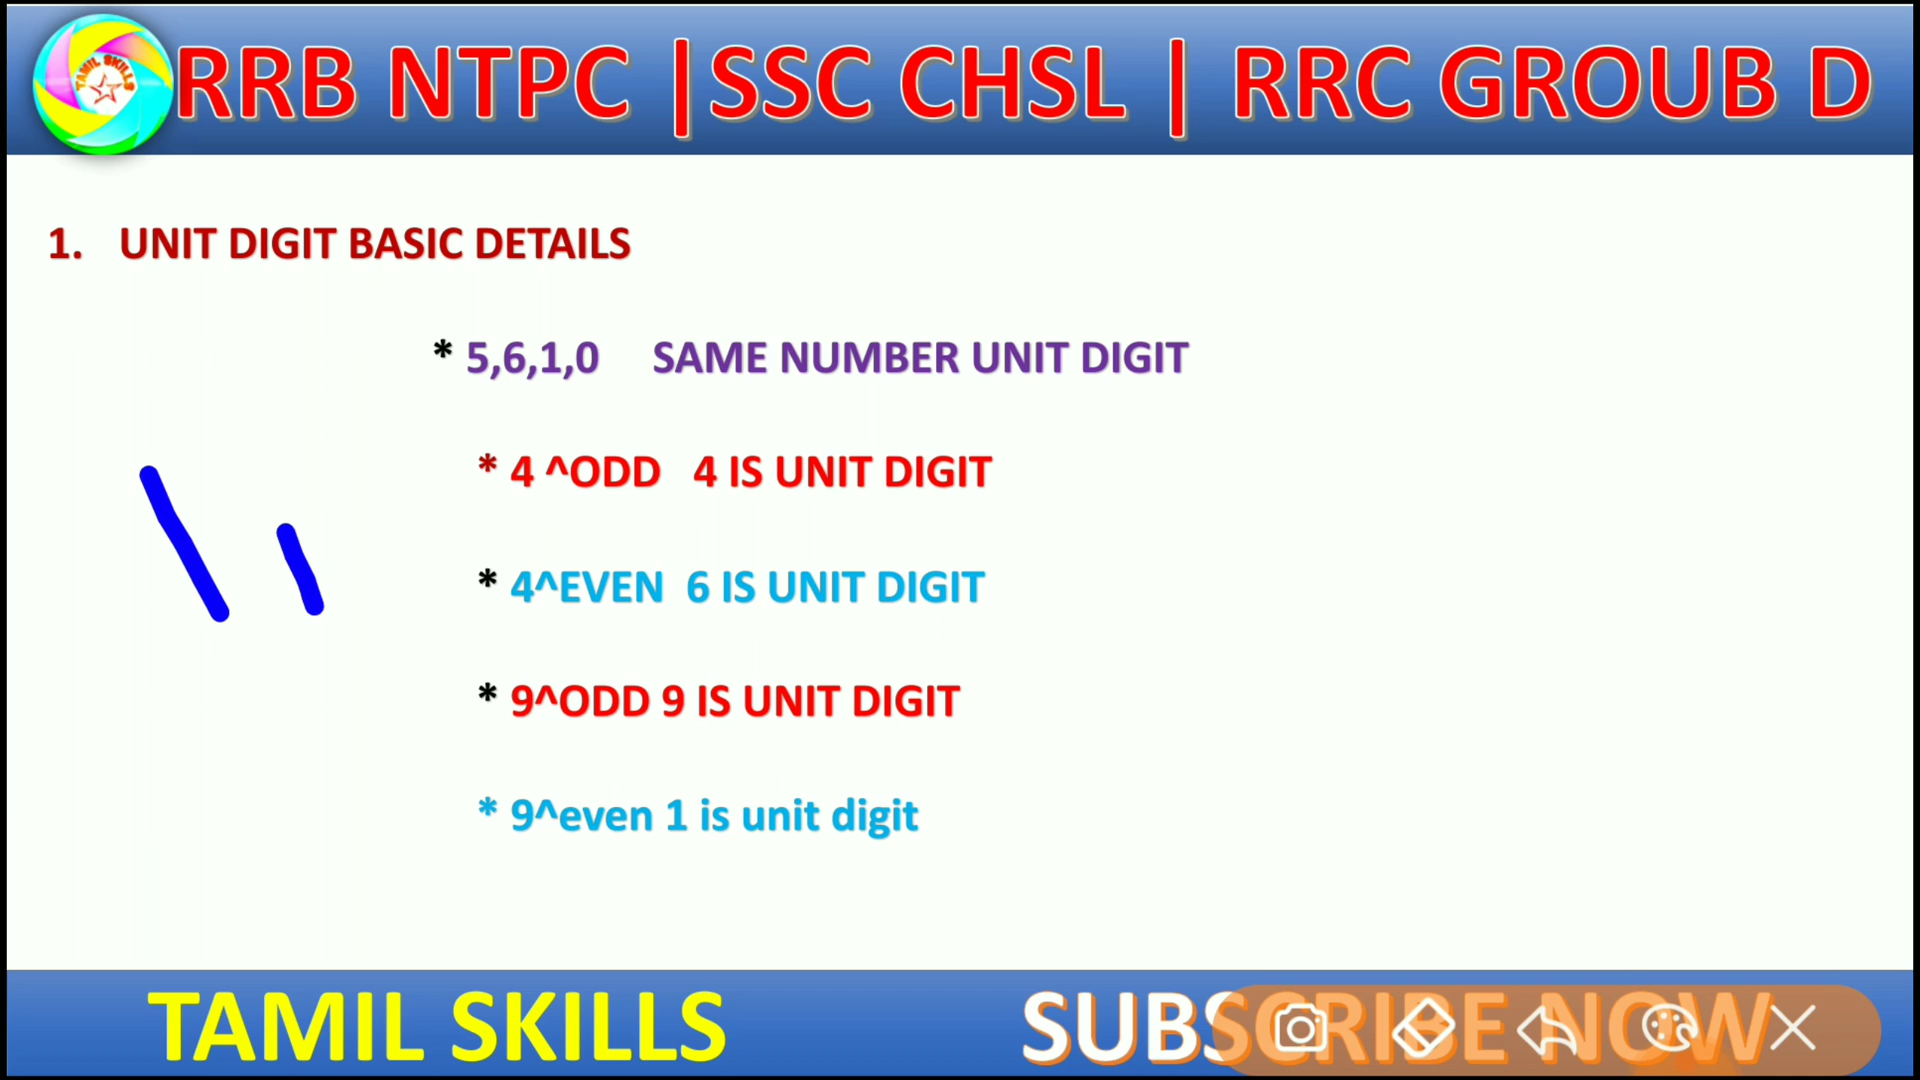 TAMIL SKILLS
RRB NTPC |SSC CHSL | RRC GROUB D
1. UNIT DIGIT BASIC DETAILS
* 5,6,1,0 SAME NUMBER UNIT DIGIT
* 4 ^ODD 4 IS UNIT DIGIT
* 4^EVEN 6 IS UNIT DIGIT
* 9^ODD 9 IS UNIT DIGIT
* 9^even 1 is unit digit
TAMIL SKILLS SUBSCRIBE NOW